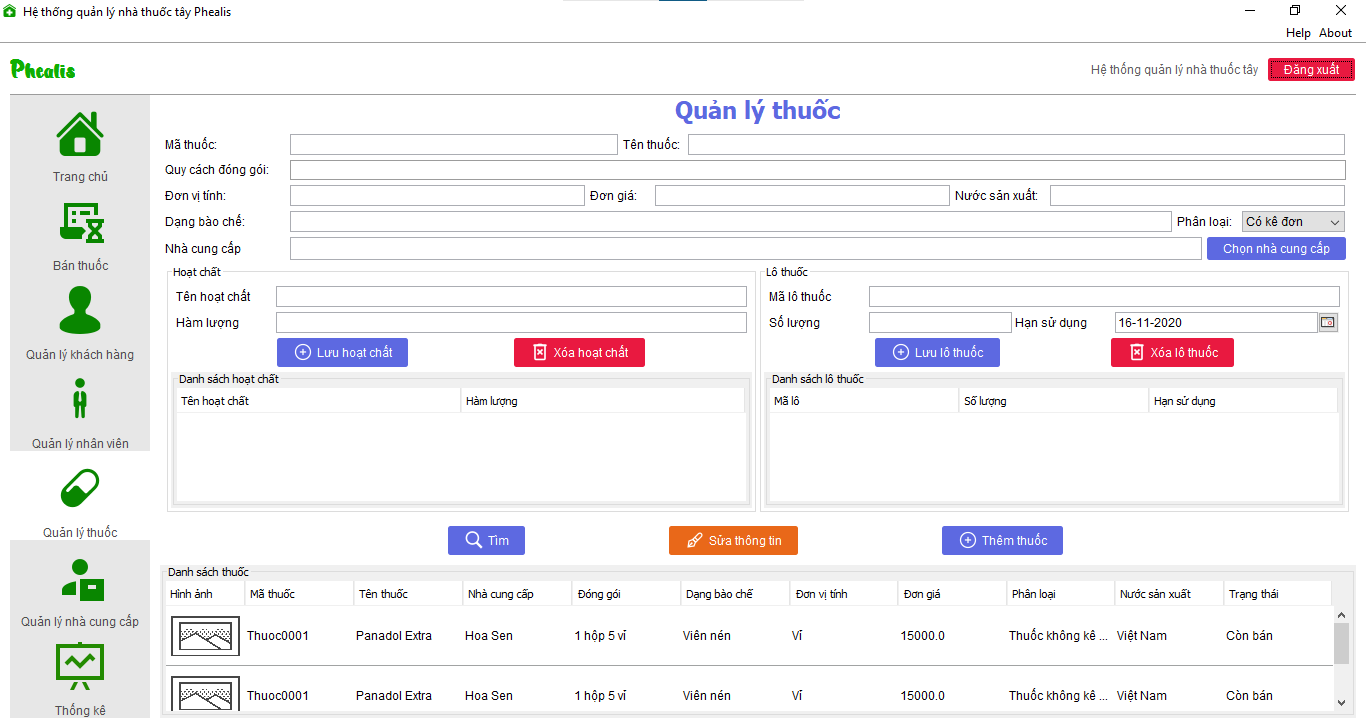 Hệ thống quản lý nhà thuốc tây Phealis
Help About
Phealis
Hệ thống quản lý nhà thuốc tây Đăng xuất
Trang chủ
Bán thuốc
Quản lý khách hàng
Quản lý nhân viên
Quản lý thuốc
Quản lý nhà cung cấp
Thống kê
Quản lý thuốc
Mã thuốc: Tên thuốc:
Quy cách đóng gói:
Đơn vị tính: Đơn giá: Nước sản xuất:
Dạng bào chế: Phân loại: Có kê đơn
Nhà cung cấp Chọn nhà cung cấp
Hoạt chất
Tên hoạt chất
Hàm lượng
Lưu hoạt chất Xóa hoạt chất
Danh sách hoạt chất
Tên hoạt chất Hàm lượng
Lô thuốc
Mã lô thuốc
Số lượng Hạn sử dụng 16-11-2020
Lưu lô thuốc Xóa lô thuốc
Danh sách lô thuốc
Mã lô Số lượng Hạn sử dụng
Tìm Sửa thông tin Thêm thuốc
Danh sách thuốc
Hình ảnh Mã thuốc Tên thuốc Nhà cung cấp Đóng gói Dạng bào chế Đơn vị tính Đơn giá Phân loại Nước sản xuất Trạng thái
Thuoc0001 Panadol Extra Hoa Sen 1 hộp 5 vĩ Viên nén Vĩ 15000.0 Thuốc không kê ... Việt Nam Còn bán
Thuoc0001 Panadol Extra Hoa Sen 1 hộp 5 vĩ Viên nén Vĩ 15000.0 Thuốc không kê ... Việt Nam Còn bán